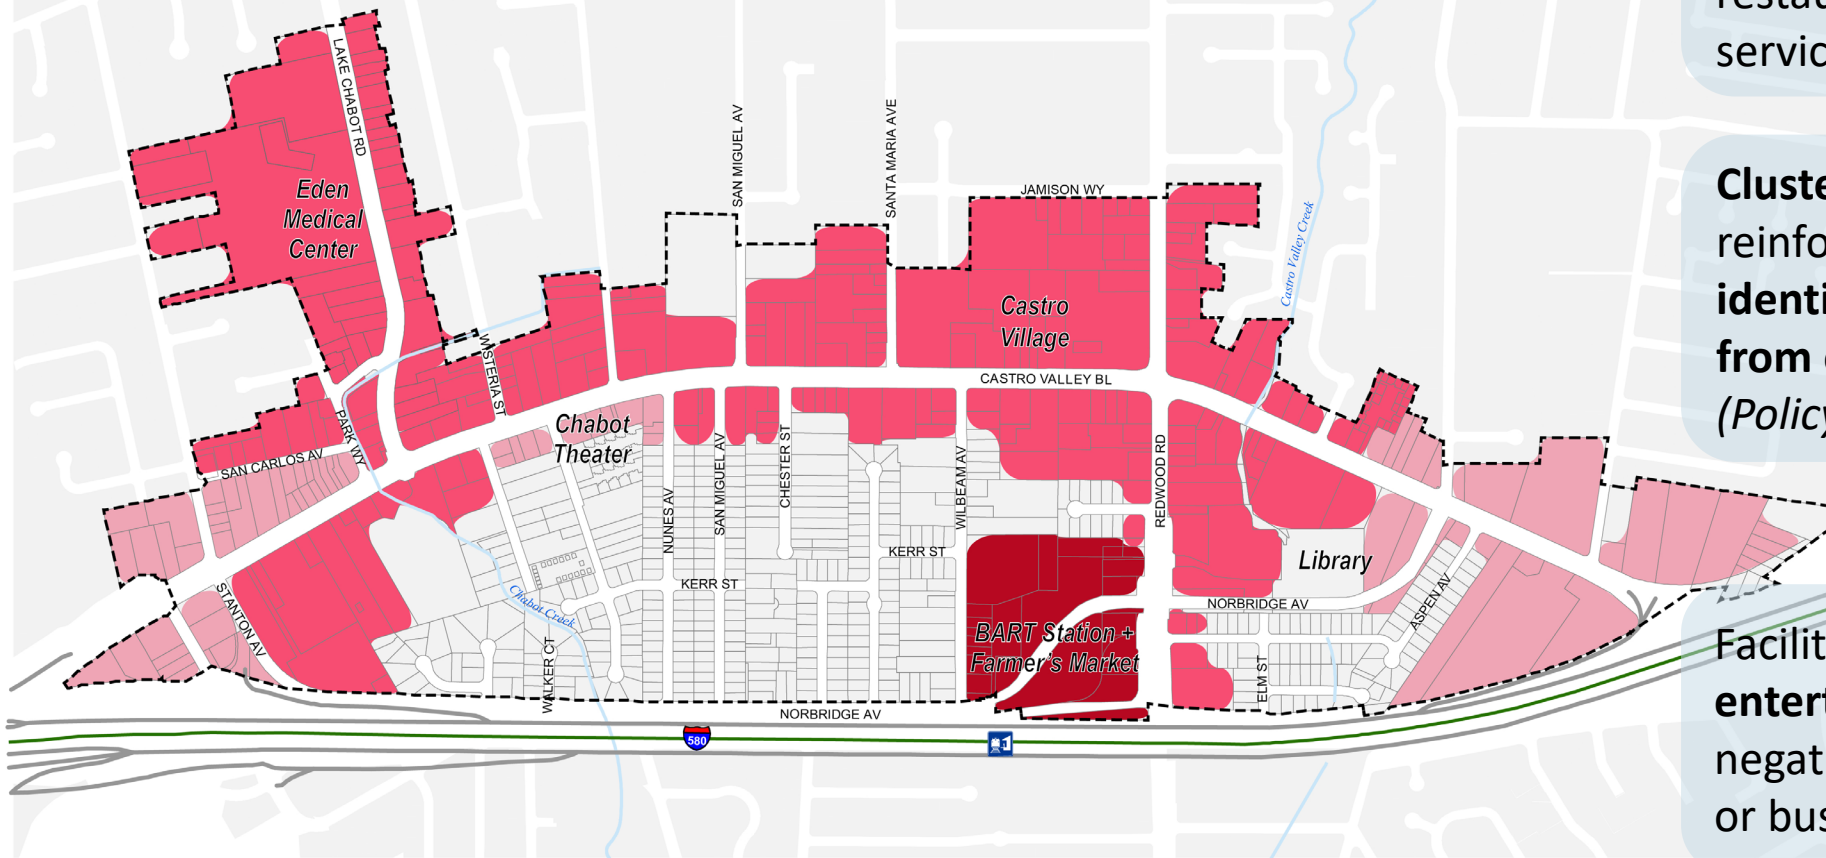 LAKE CHABOT RD
Eden
Medical
Center
SAN MIGUEL AV
SANTA MARIA AVE
JAMISON WY
Castro Valley Creek
Castro
Village
WISTERIA ST
CASTRO VALLEY BL
PARK WY
SAN CARLOS AV
Chabot
Theater
NUNES AV
SAN MIGUEL AV
CHESTER ST
WILBEAM AV
REDWOOD RD
KERR ST
KERR ST
Library
STANTON AV
Chabot Creek
WALKER CT
BART Station +
Farmer's Market
NORBRIDGE AV
ASPEN AV
ELM ST
NORBRIDGE AV
580
servic
Cluste
reinfo
identi
from
(Policy
Facilit
entert
negat
or bus